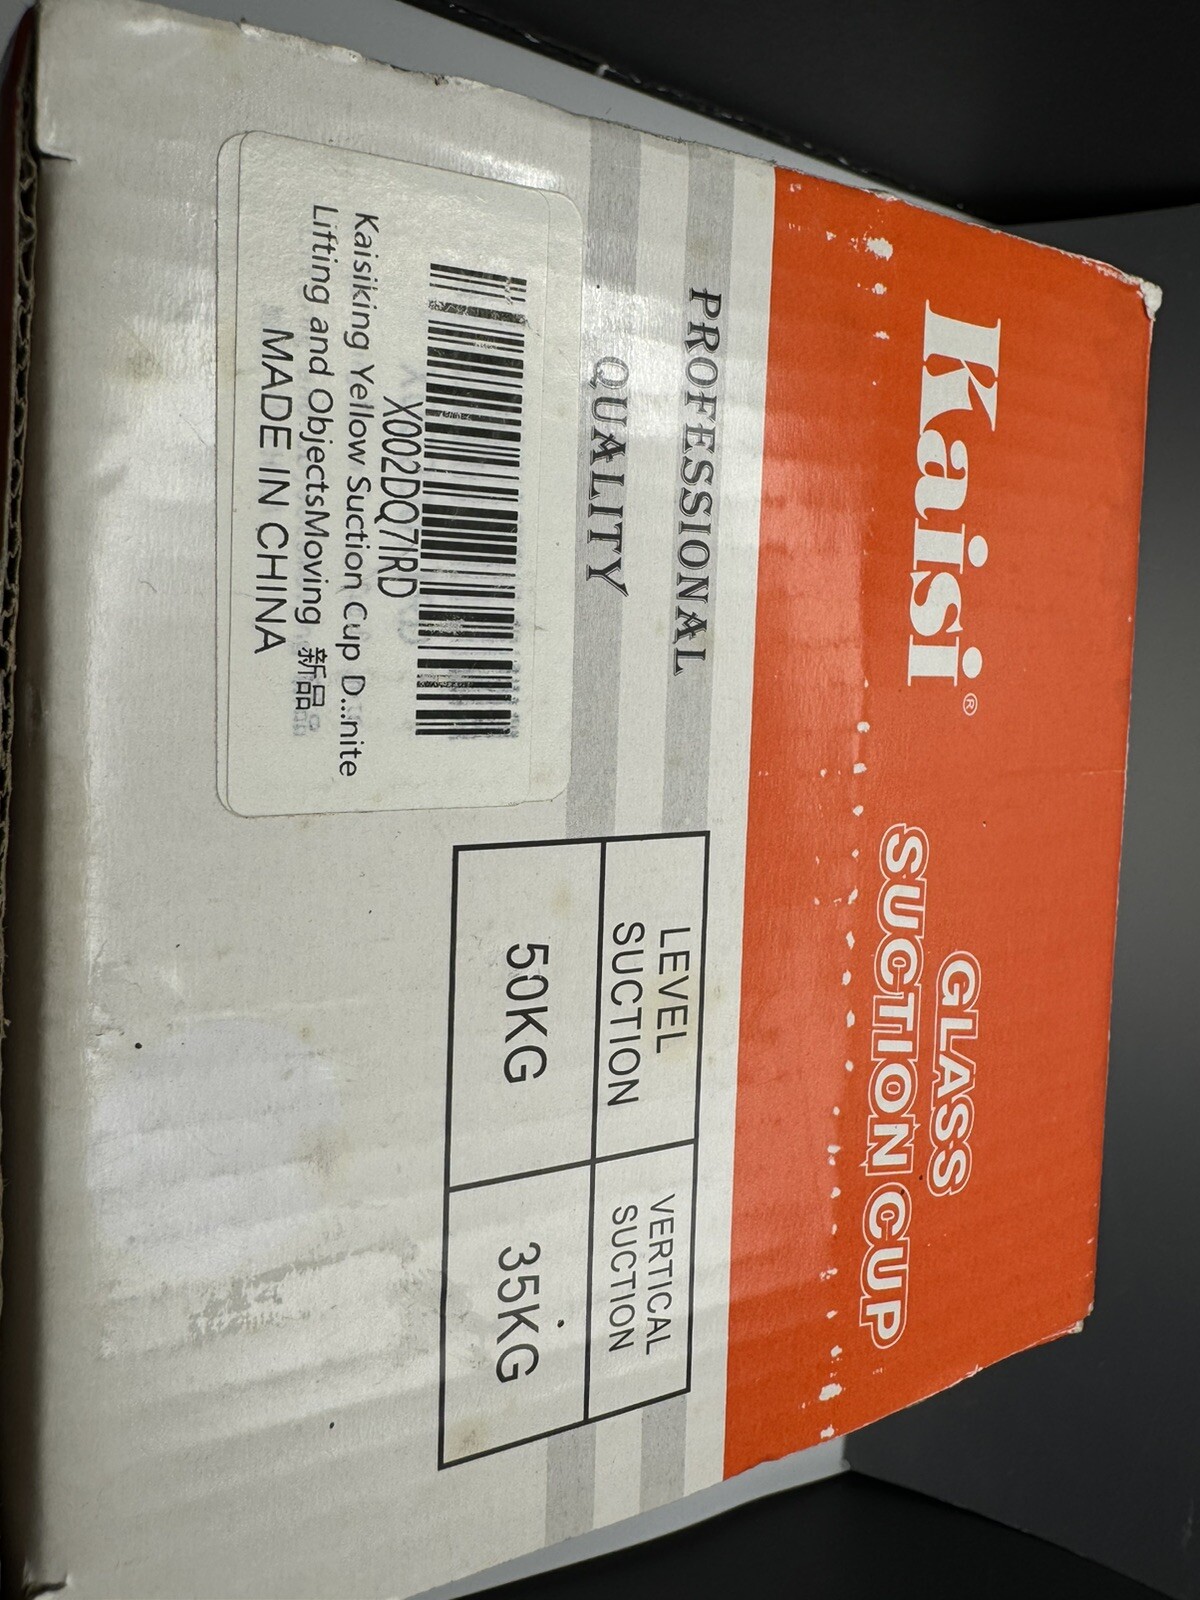 Kaisi®
GLASS
SUCTION CUP
PROFESSIONAL
QUALITY
X002DQ7IRD
Kaisiking Yellow Suction Cup D...nite
Lifting and ObjectsMoving 新品
MADE IN CHINA
LEVEL
SUCTION
VERTICAL
SUCTION
50KG
35KG